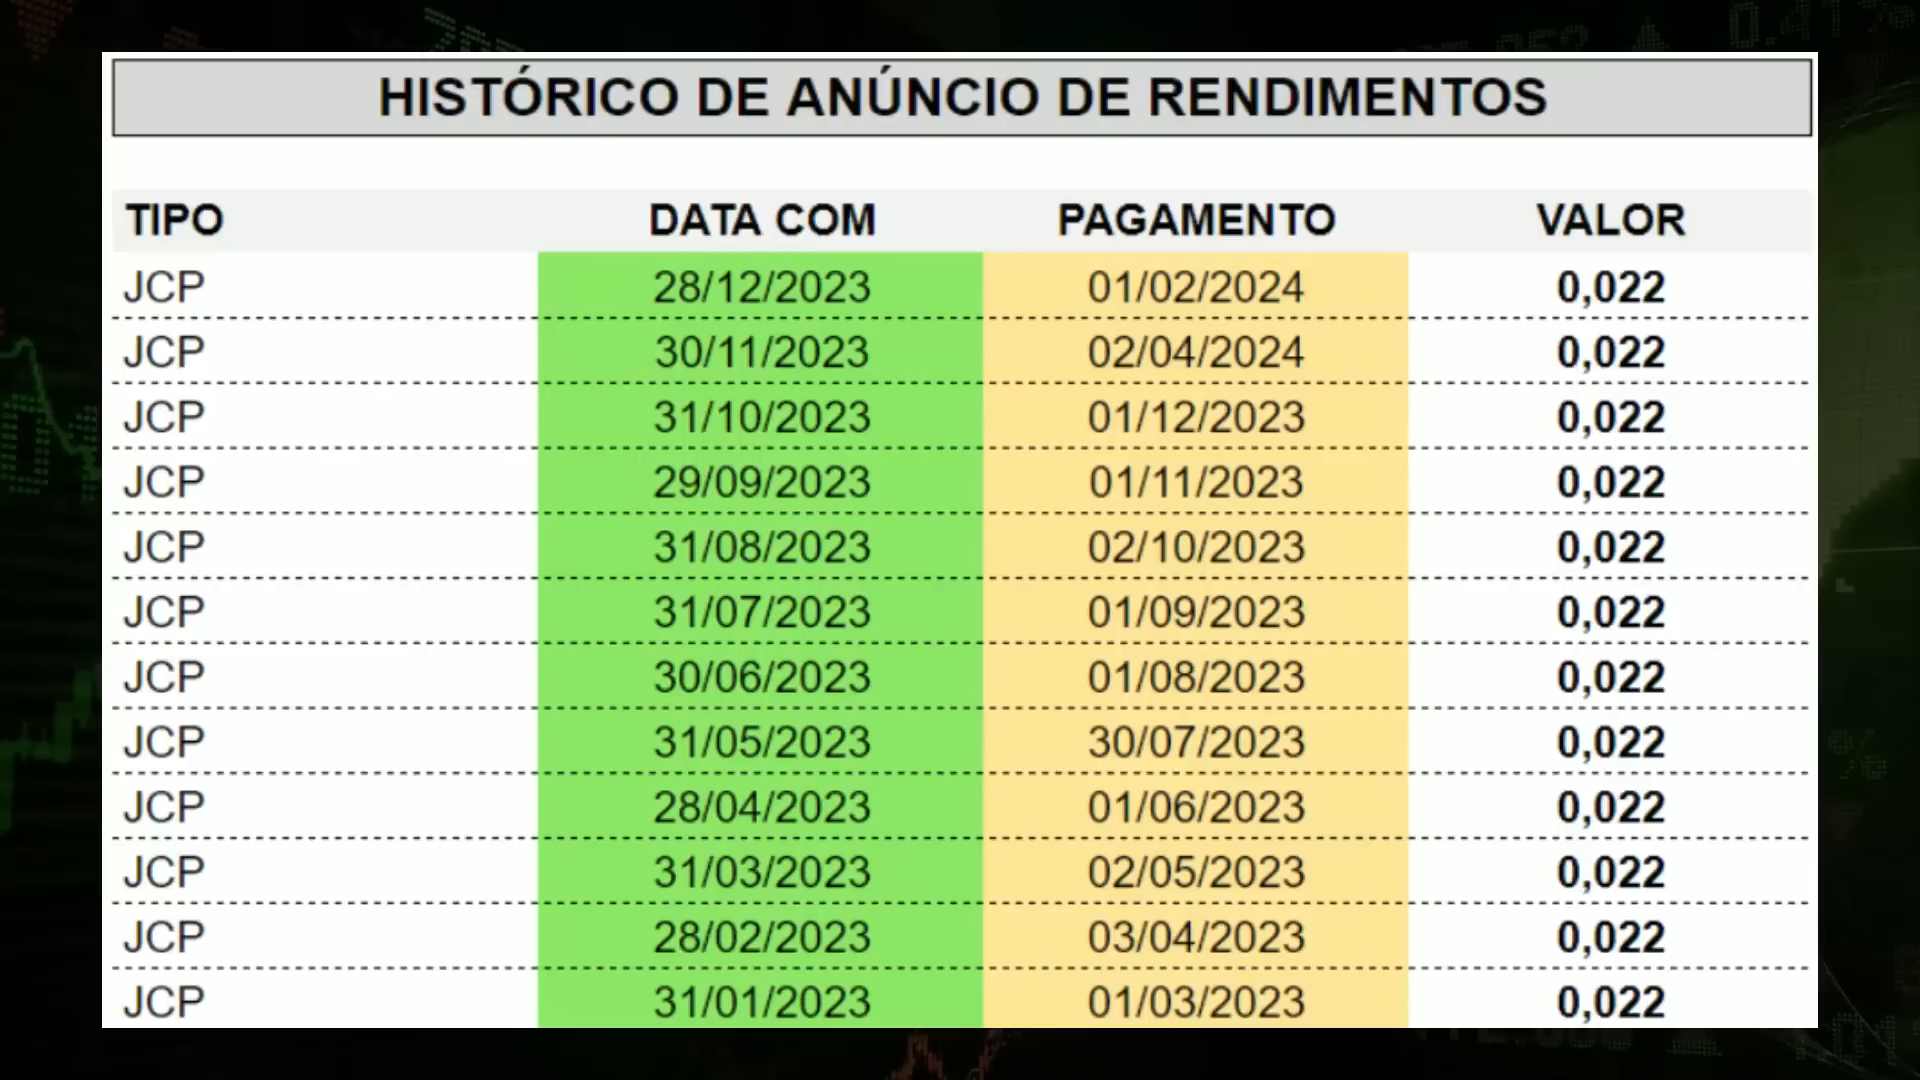 HISTÓRICO DE ANÚNCIO DE RENDIMENTOS
TIPO DATA COM PAGAMENTO VALOR
JCP 28/12/2023 01/02/2024 0,022
JCP 30/11/2023 02/04/2024 0,022
JCP 31/10/2023 01/12/2023 0,022
JCP 29/09/2023 01/11/2023 0,022
JCP 31/08/2023 02/10/2023 0,022
JCP 31/07/2023 01/09/2023 0,022
JCP 30/06/2023 01/08/2023 0,022
JCP 31/05/2023 30/07/2023 0,022
JCP 28/04/2023 01/06/2023 0,022
JCP 31/03/2023 02/05/2023 0,022
JCP 28/02/2023 03/04/2023 0,022
JCP 31/01/2023 01/03/2023 0,022